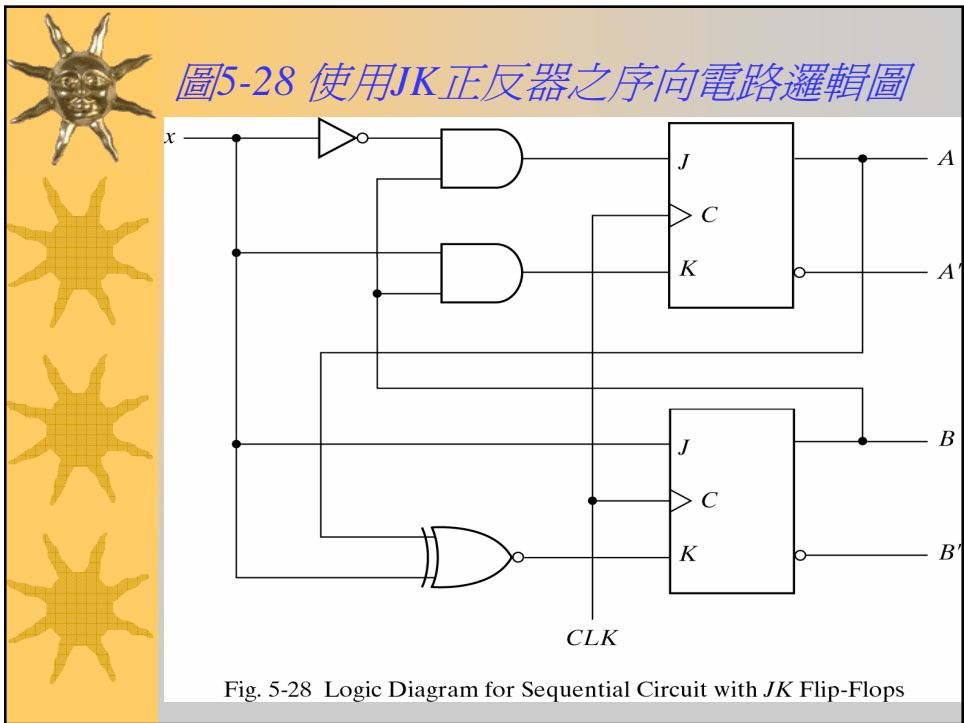 圖5-28 使用JK正反器之序向電路邏輯圖
x
J
A
C
K
A'
J
B
C
K
B'
CLK
Fig. 5-28 Logic Diagram for Sequential Circuit with JK Flip-Flops